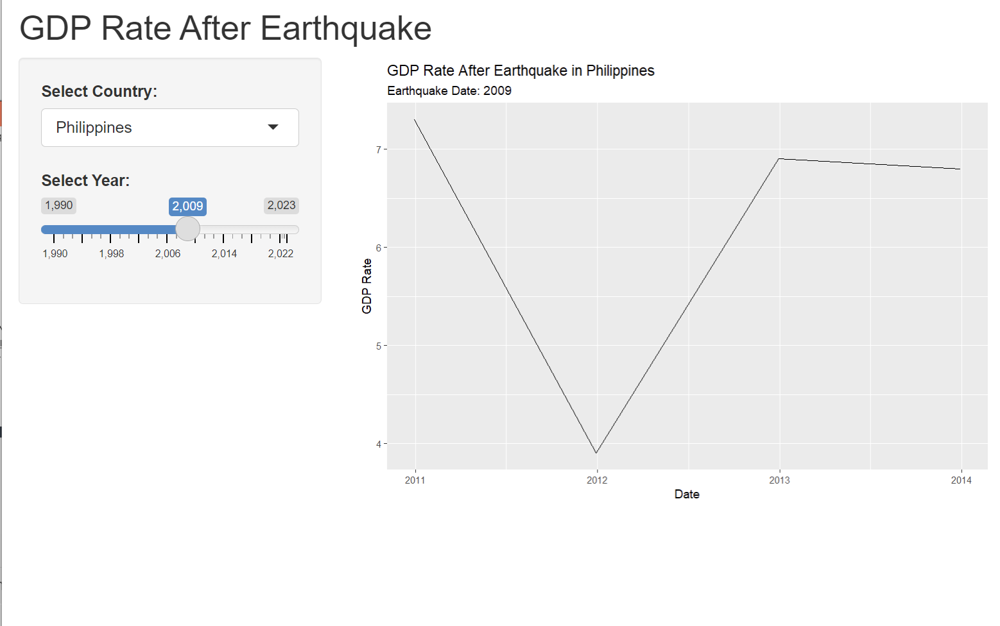 GDP Rate After Earthquake
Select Country:
Philippines
Select Year:
1,990
2,009
2,023
1,990
1,998
2,006
2,014
2,022
GDP Rate After Earthquake in Philippines
Earthquake Date: 2009
GDP Rate
7
6
5
4
2011
2012
2013
2014
Date